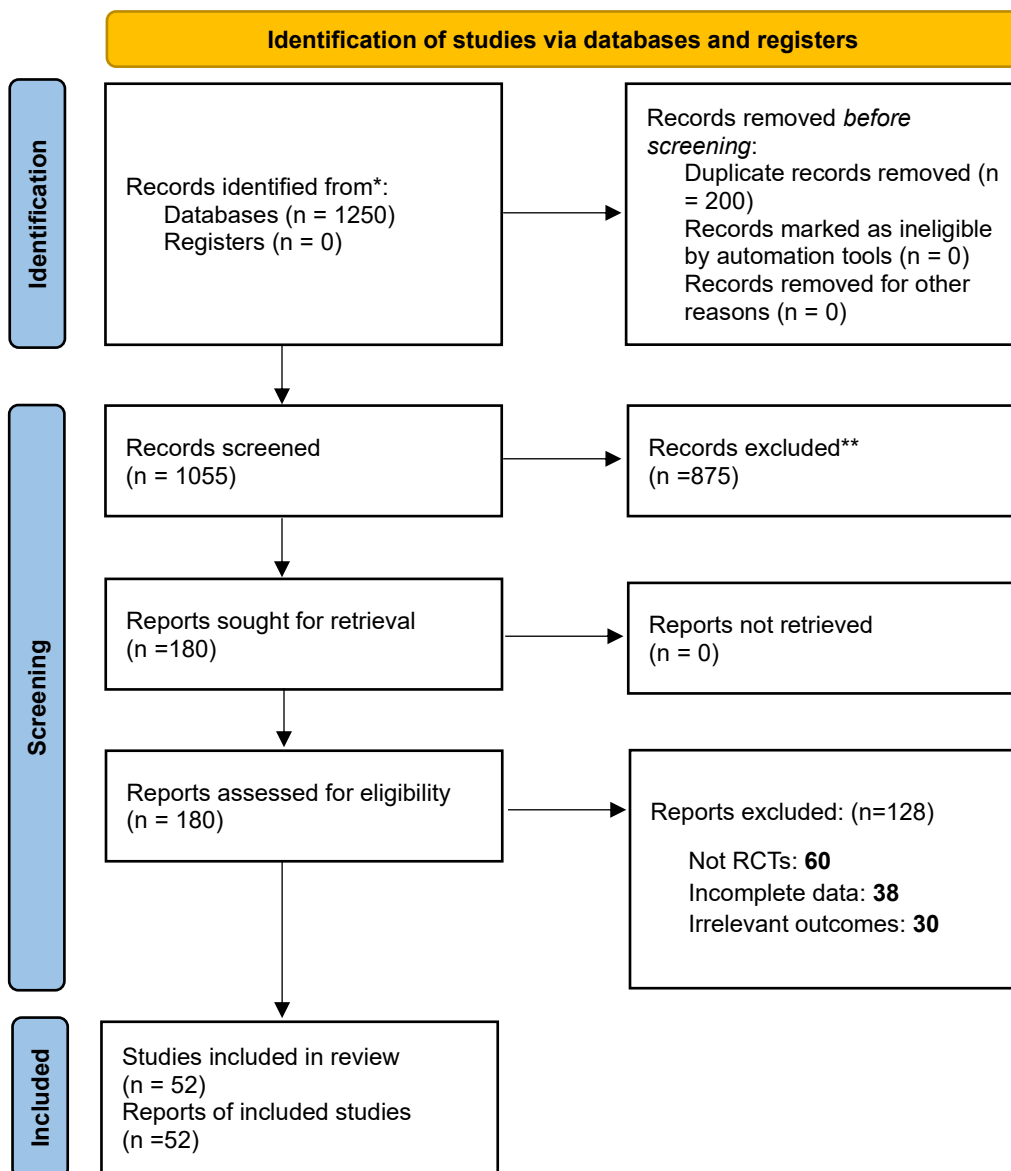 Identification of studies via databases and registers
Identification
Records identified from*:
Databases (n = 1250)
Registers (n = 0)
Records removed before
screening:
Duplicate records removed (n
= 200)
Records marked as ineligible
by automation tools (n = 0)
Records removed for other
reasons (n = 0)
Screening
Records screened
(n = 1055)
Records excluded**
(n =875)
Reports sought for retrieval
(n =180)
Reports not retrieved
(n = 0)
Reports assessed for eligibility
(n = 180)
Reports excluded: (n=128)
Not RCTs: 60
Incomplete data: 38
Irrelevant outcomes: 30
Included
Studies included in review
(n = 52)
Reports of included studies
(n =52)